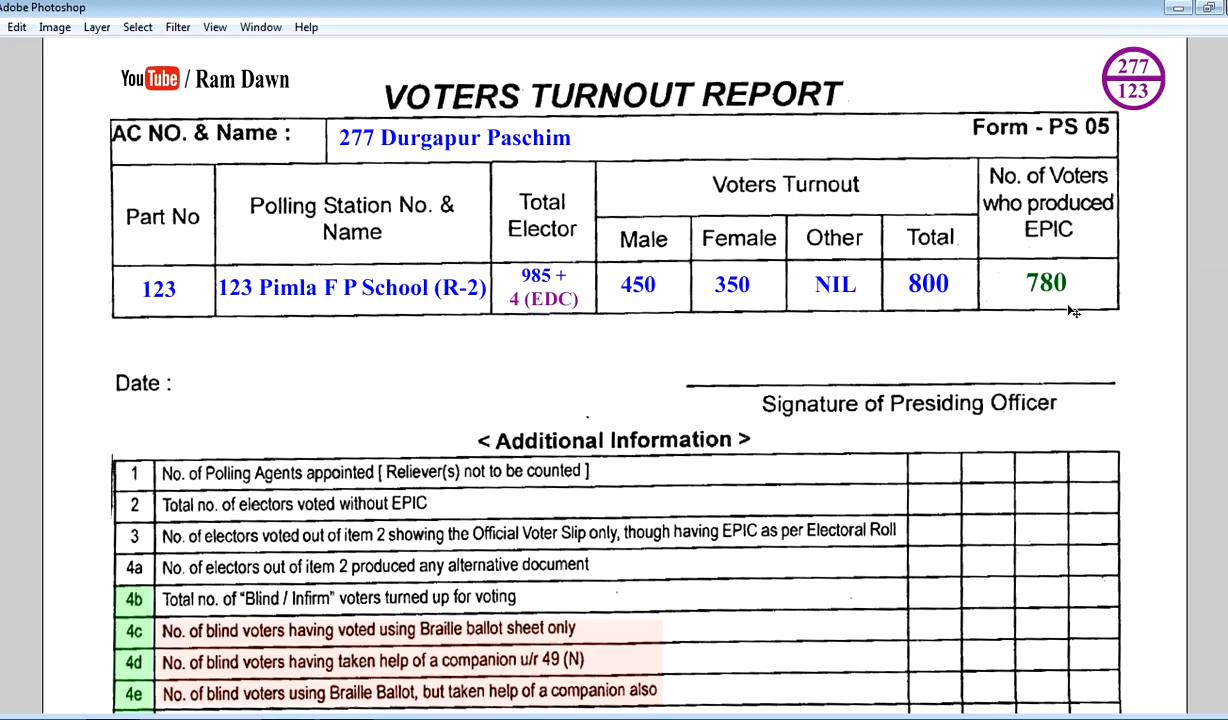 Adobe Photoshop
Edit Image Layer Select Filter View Window Help
YouTube / Ram Dawn
277
123
VOTERS TURNOUT REPORT
AC NO. & Name : 277 Durgapur Paschim Form - PS 05
Part No Polling Station No. & Name Total Elector Voters Turnout No. of Voters who produced EPIC
Male Female Other Total
123 123 Pimla F P School (R-2) 985 + 4 (EDC) 450 350 NIL 800 780
Date :
Signature of Presiding Officer
< Additional Information >
1 No. of Polling Agents appointed [ Reliever(s) not to be counted ]
2 Total no. of electors voted without EPIC
3 No. of electors voted out of item 2 showing the Official Voter Slip only, though having EPIC as per Electoral Roll
4a No. of electors out of item 2 produced any alternative document
4b Total no. of "Blind / Infirm" voters turned up for voting
4c No. of blind voters having voted using Braille ballot sheet only
4d No. of blind voters having taken help of a companion u/r 49 (N)
4e No. of blind voters using Braille Ballot, but taken help of a companion also